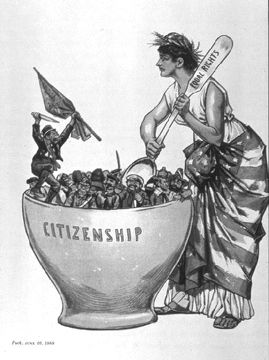 EQUAL RIGHTS
CITIZENSHIP
Puck, JUNE 26, 1889